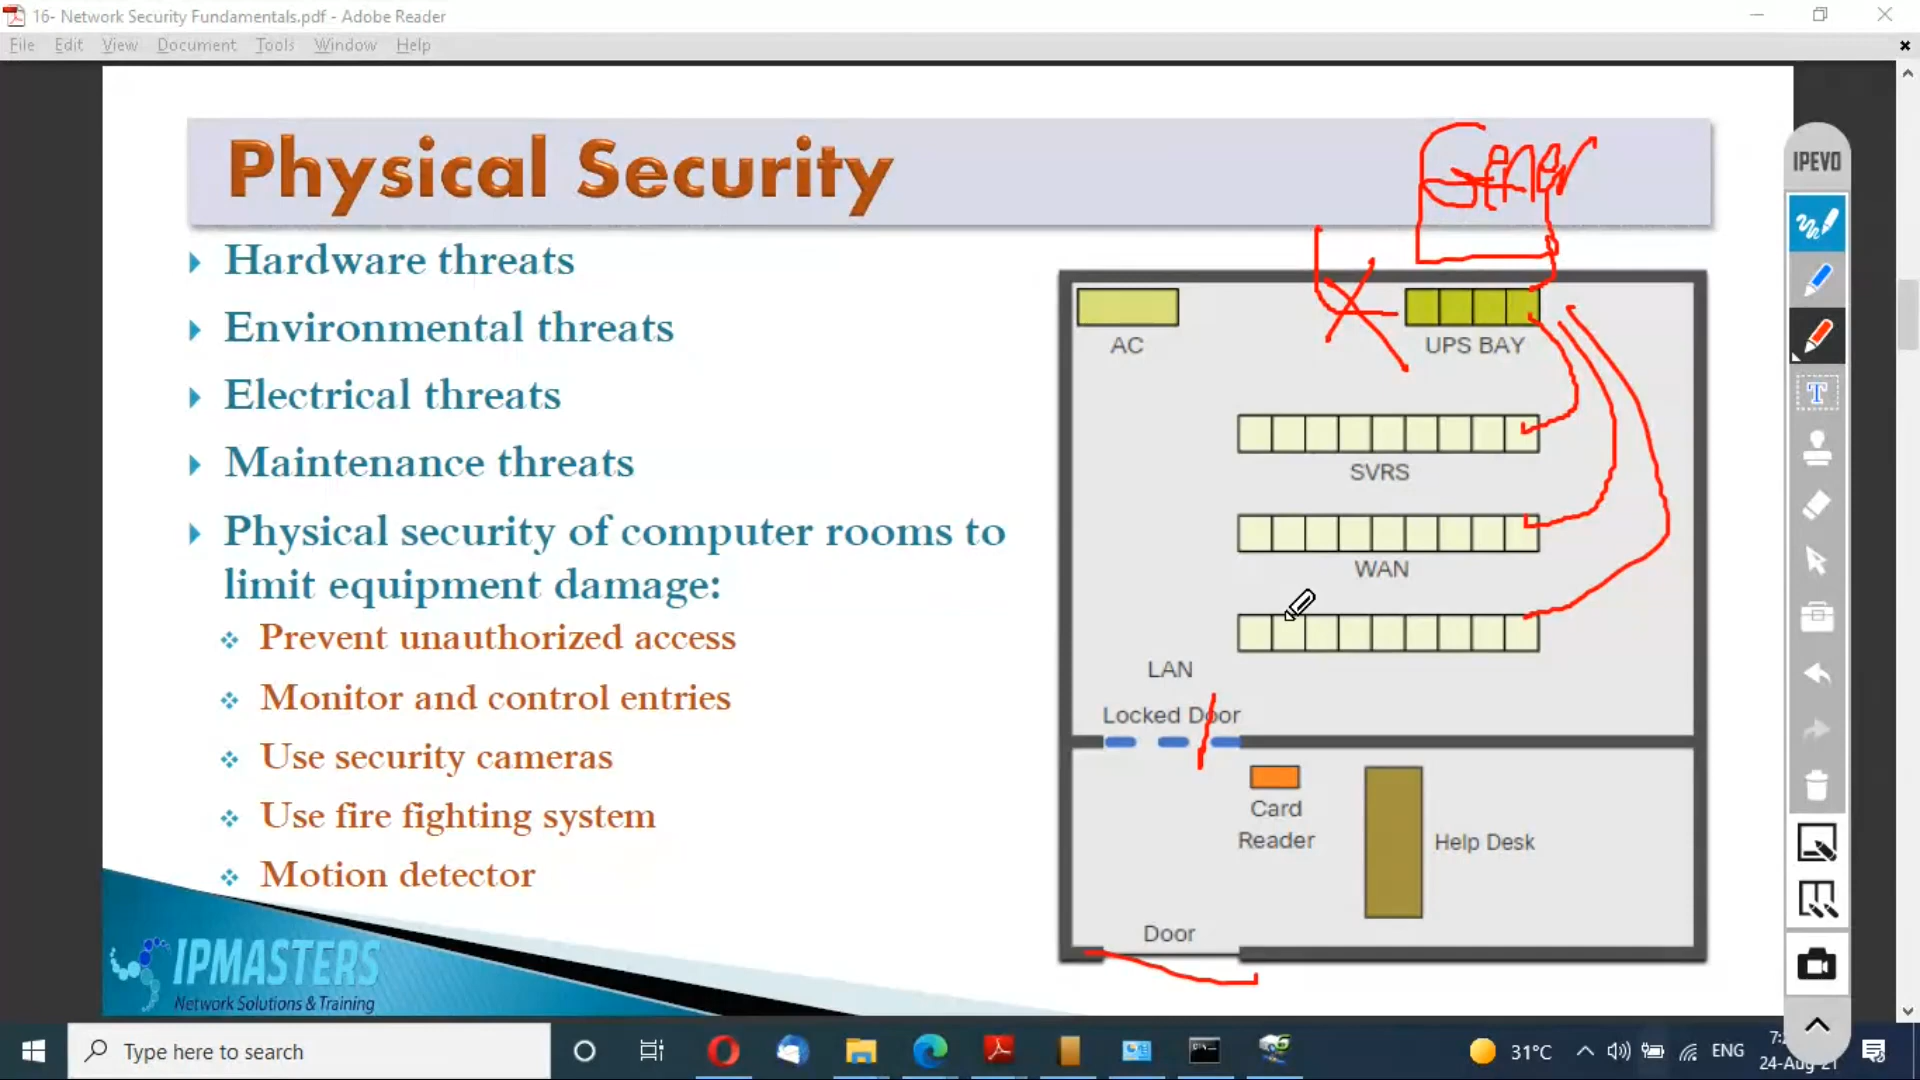 16- Network Security Fundamentals.pdf - Adobe Reader
File Edit View Document Tools Window Help
Physical Security
Hardware threats
Environmental threats
Electrical threats
Maintenance threats
Physical security of computer rooms to
limit equipment damage:
Prevent unauthorized access
Monitor and control entries
Use security cameras
Use fire fighting system
Motion detector
IPMASTERS
Network Solutions & Training
Gener
AC
UPS BAY
SVRS
WAN
LAN
Locked Door
Card
Reader
Help Desk
Door
IPEVO
T
Type here to search
31°C
ENG